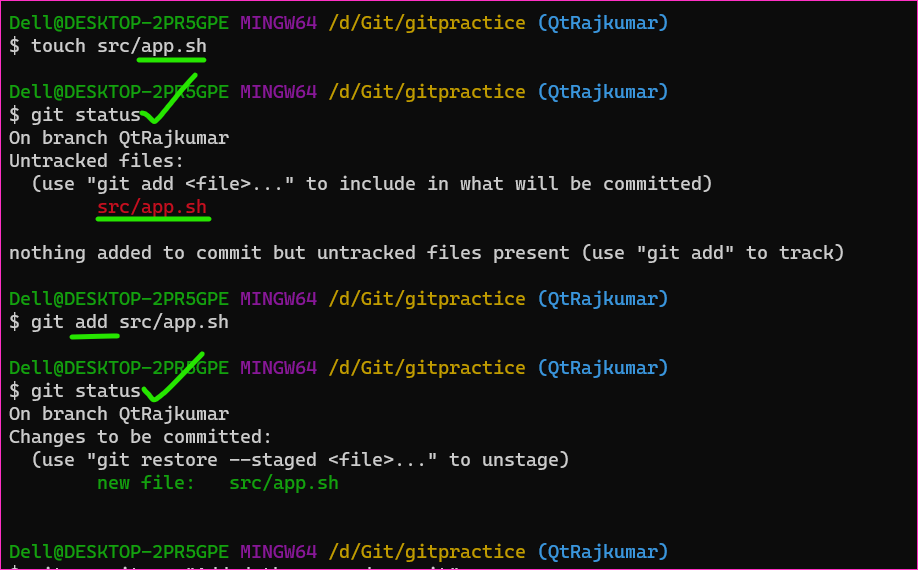 Dell@DESKTOP-2PR5GPE MINGW64 /d/Git/gitpractice (QtRajkumar)
$ touch src/app.sh
Dell@DESKTOP-2PR5GPE MINGW64 /d/Git/gitpractice (QtRajkumar)
$ git status
On branch QtRajkumar
Untracked files:
  (use "git add <file>..." to include in what will be committed)
        src/app.sh
nothing added to commit but untracked files present (use "git add" to track)
Dell@DESKTOP-2PR5GPE MINGW64 /d/Git/gitpractice (QtRajkumar)
$ git add src/app.sh
Dell@DESKTOP-2PR5GPE MINGW64 /d/Git/gitpractice (QtRajkumar)
$ git status
On branch QtRajkumar
Changes to be committed:
  (use "git restore --staged <file>..." to unstage)
        new file:   src/app.sh
Dell@DESKTOP-2PR5GPE MINGW64 /d/Git/gitpractice (QtRajkumar)